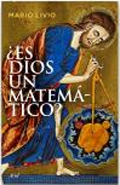 MARIO LIVIO
¿ES
DIOS
UN
MATEMÁ-
TICO?